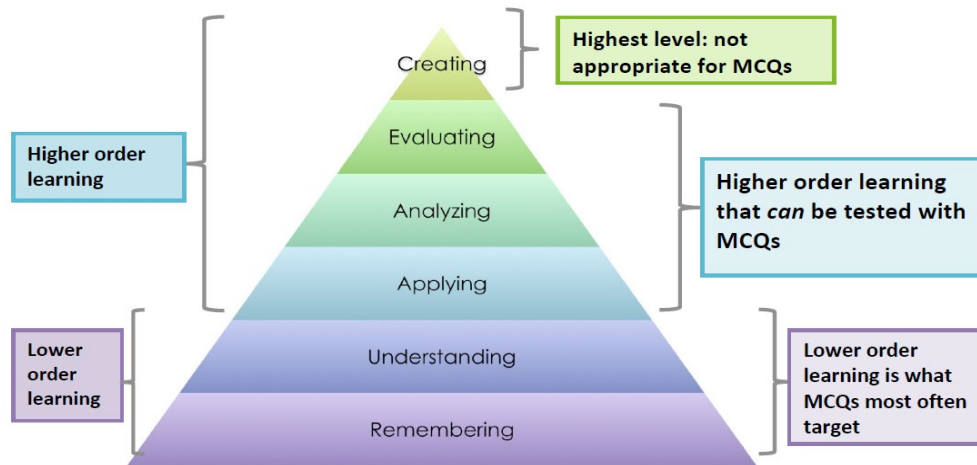 Highest level: not
appropriate for MCQs
Creating
Evaluating
Higher order
learning
Higher order learning
that can be tested with
MCQs
Analyzing
Applying
Lower
order
learning
Understanding
Lower order
learning is what
MCQs most often
target
Remembering